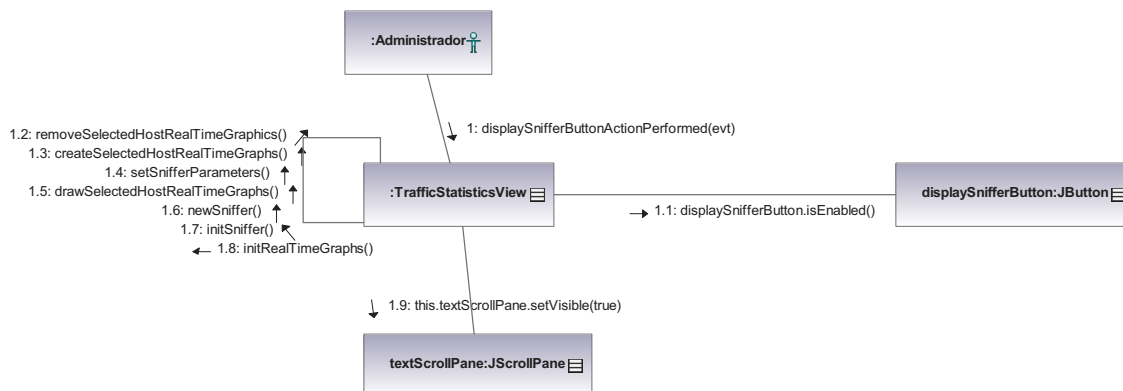 :Administrador
1: displaySnifferButtonActionPerformed(evt)
1.2: removeSelectedHostRealTimeGraphics()
1.3: createSelectedHostRealTimeGraphs()
1.4: setSnifferParameters()
1.5: drawSelectedHostRealTimeGraphs()
1.6: newSniffer()
1.7: initSniffer()
1.8: initRealTimeGraphs()
:TrafficStatisticsView
displaySnifferButton:JButton
1.1: displaySnifferButton.isEnabled()
1.9: this.textScrollPane.setVisible(true)
textScrollPane:JScrollPane